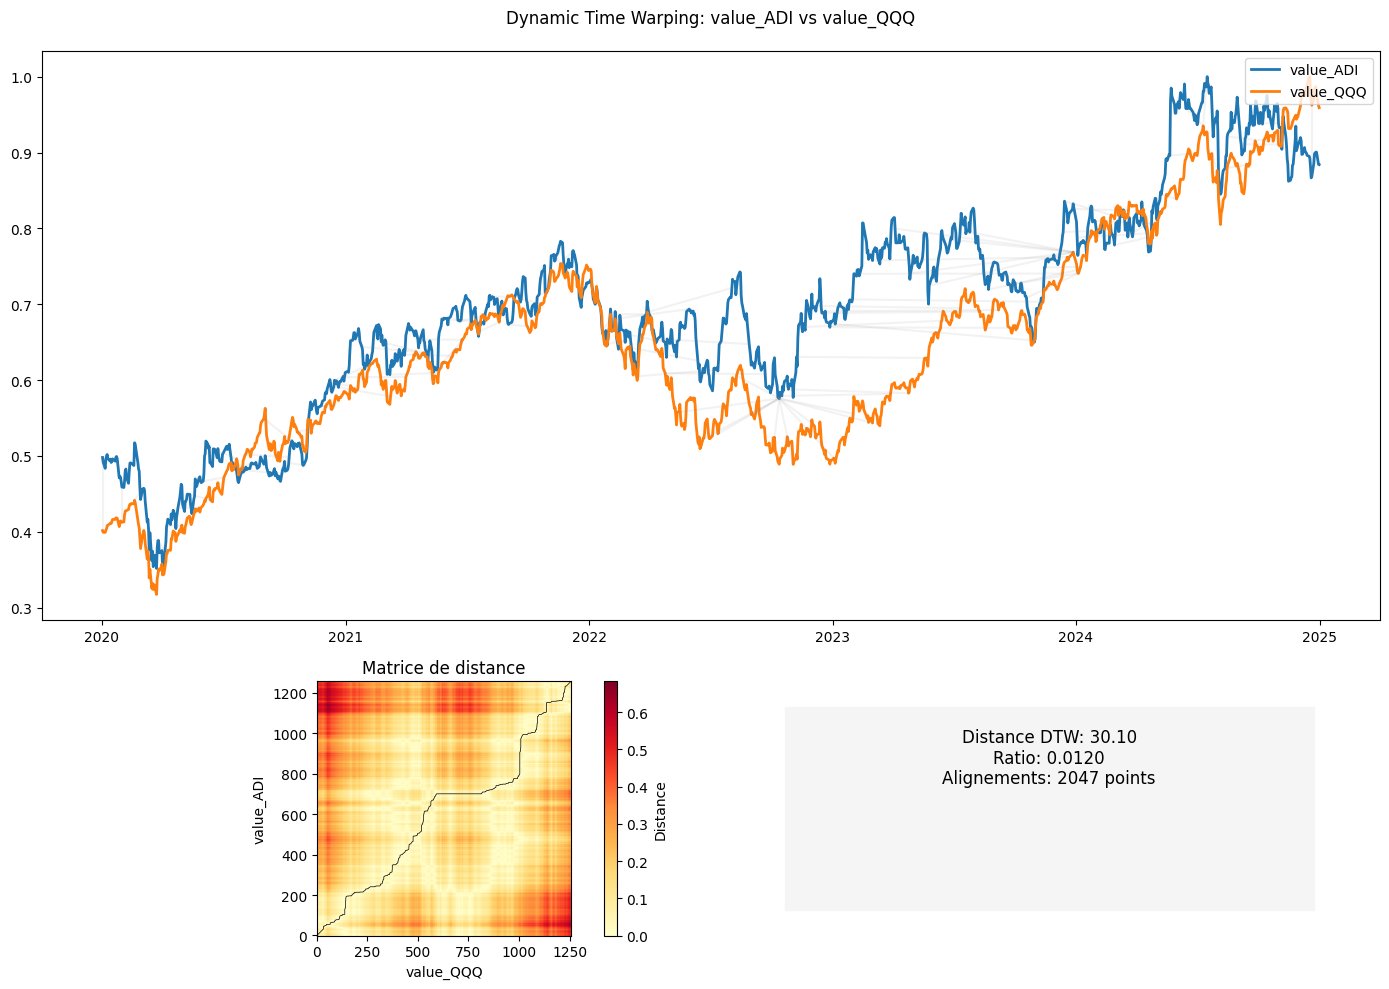 Dynamic Time Warping: value_ADI vs value_QQQ
value_ADI
value_QQQ
1.0
0.9
0.8
0.7
0.6
0.5
0.4
0.3
2020 2021 2022 2023 2024 2025
Matrice de distance
value_ADI
1200
1000
800
600
400
200
0
0 250 500 750 1000 1250
value_QQQ
0.6
0.5
0.4
0.3
0.2
0.1
0.0
Distance
Distance DTW: 30.10
Ratio: 0.0120
Alignements: 2047 points